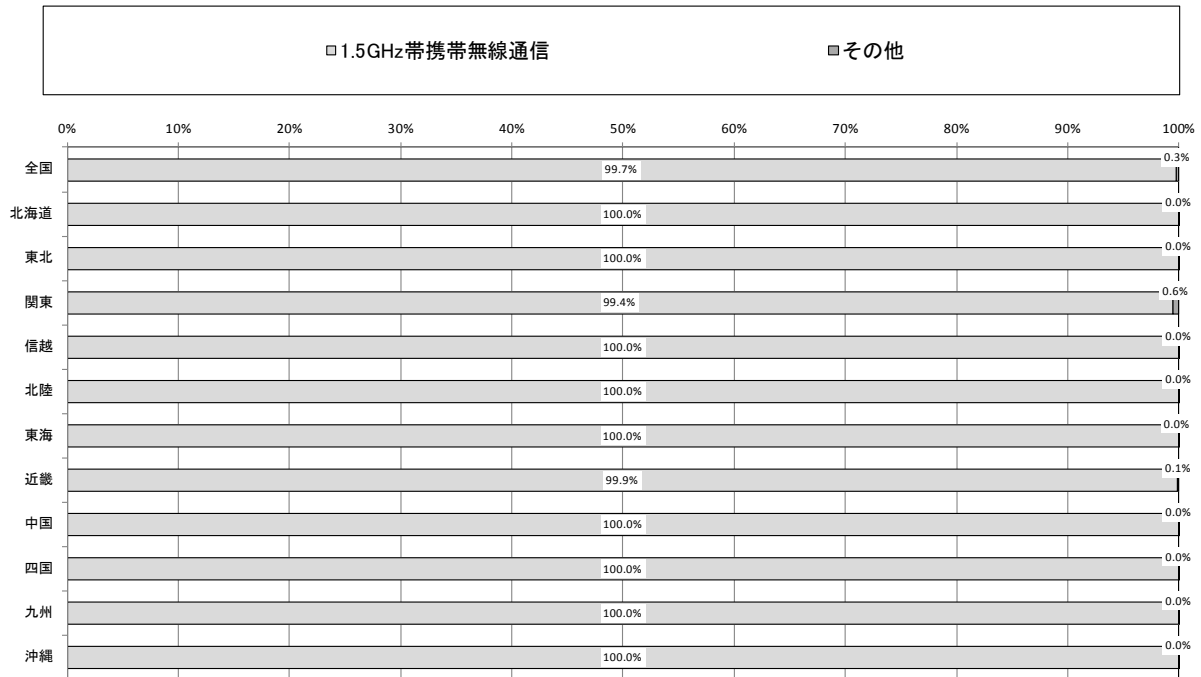 □1.5GHz帯携帯無線通信 ■その他
0% 10% 20% 30% 40% 50% 60% 70% 80% 90% 100%
全国 99.7% 0.3%
北海道 100.0% 0.0%
東北 100.0% 0.0%
関東 99.4% 0.6%
信越 100.0% 0.0%
北陸 100.0% 0.0%
東海 100.0% 0.0%
近畿 99.9% 0.1%
中国 100.0% 0.0%
四国 100.0% 0.0%
九州 100.0% 0.0%
沖縄 100.0% 0.0%